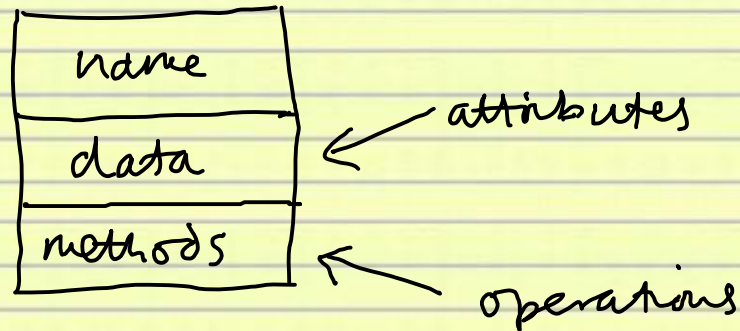 name
data
attributes
methods
operations